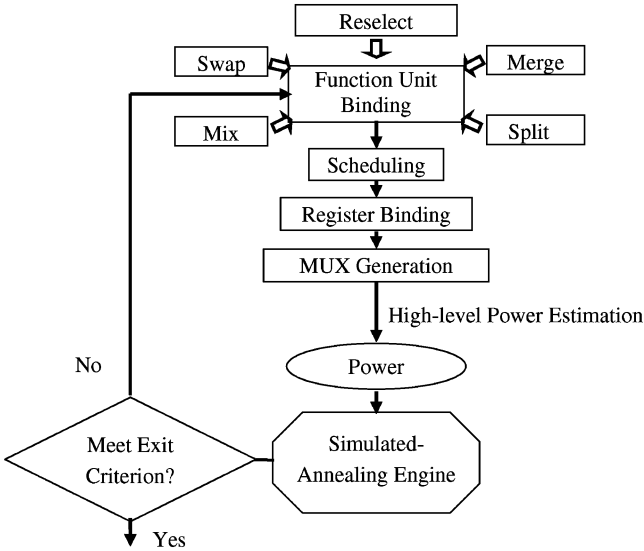 Reselect
Swap
Merge
Function Unit
Binding
Mix
Split
Scheduling
Register Binding
MUX Generation
High-level Power Estimation
No
Power
Meet Exit
Criterion?
Simulated-
Annealing Engine
Yes